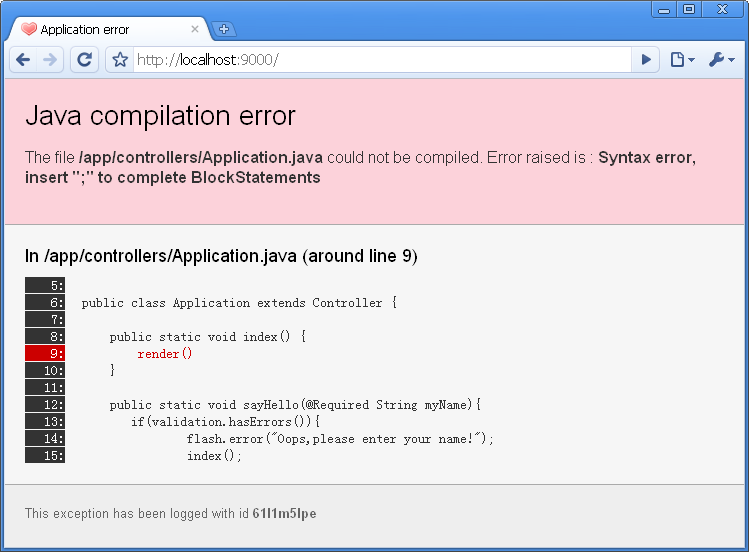 Application error
http://localhost:9000/
Java compilation error
The file /app/controllers/Application.java could not be compiled. Error raised is : Syntax error,
insert ";" to complete BlockStatements
In /app/controllers/Application.java (around line 9)
5:
6: public class Application extends Controller {
7:
8: public static void index() {
9: render()
10: }
11:
12: public static void sayHello(@Required String myName){
13: if(validation.hasErrors()){
14: flash.error("Oops,please enter your name!");
15: index();
This exception has been logged with id 61l1m5lpe